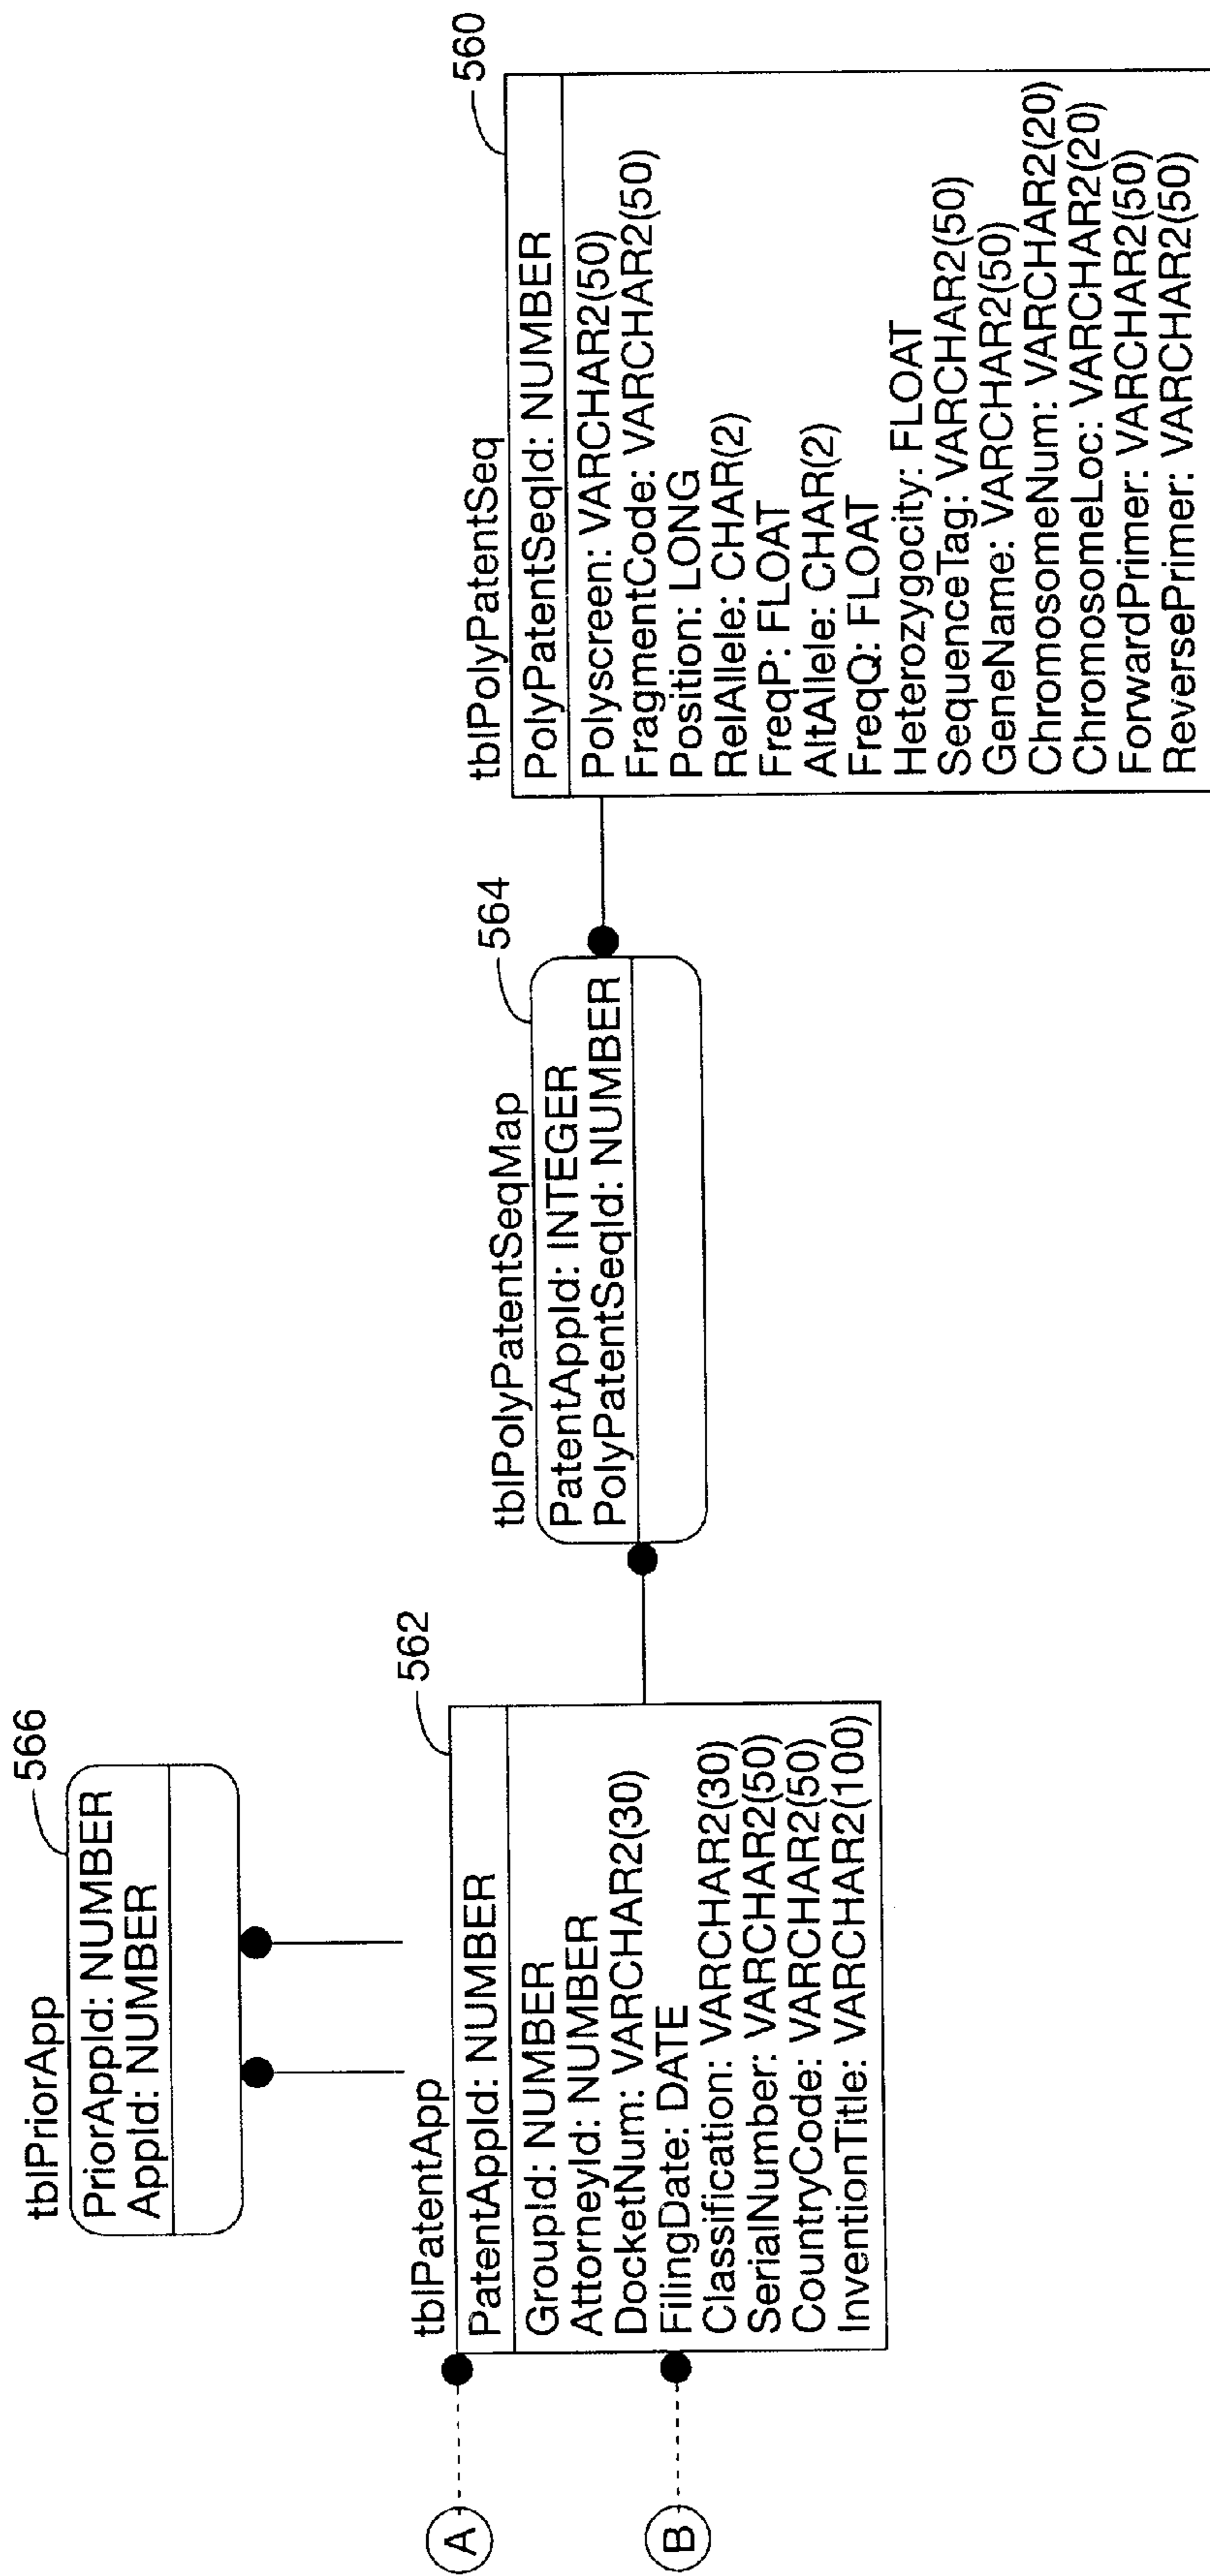 tblPriorApp
566
PriorAppId: NUMBER
AppId: NUMBER
tblPatentApp
562
PatentAppId: NUMBER
GroupId: NUMBER
AttorneyId: NUMBER
DocketNum: VARCHAR2(30)
FilingDate: DATE
Classification: VARCHAR2(30)
SerialNumber: VARCHAR2(50)
CountryCode: VARCHAR2(50)
InventionTitle: VARCHAR2(100)
A
B
tblPolyPatentSeqMap
564
PatentAppId: INTEGER
PolyPatentSeqId: NUMBER
tblPolyPatentSeq
560
PolyPatentSeqId: NUMBER
Polyscreen: VARCHAR2(50)
FragmentCode: VARCHAR2(50)
Position: LONG
RelAllele: CHAR(2)
FreqP: FLOAT
AltAllele: CHAR(2)
FreqQ: FLOAT
Heterozygocity: FLOAT
SequenceTag: VARCHAR2(50)
GeneName: VARCHAR2(50)
ChromosomeNum: VARCHAR2(20)
ChromosomeLoc: VARCHAR2(20)
ForwardPrimer: VARCHAR2(50)
ReversePrimer: VARCHAR2(50)